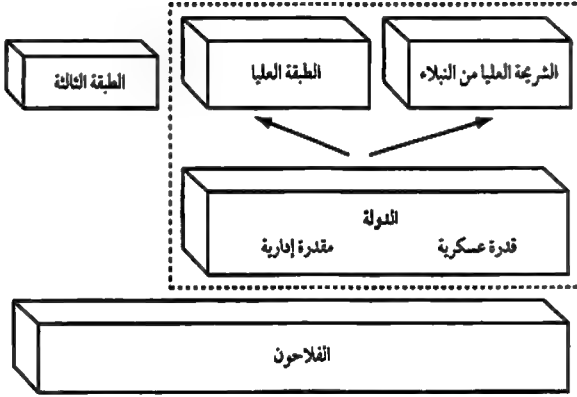 الشريحة العليا من النبلاء
الطبقة العليا
الطبقة الثالثة
الدولة
قدرة عسكرية
مقدرة إدارية
الفلاحون